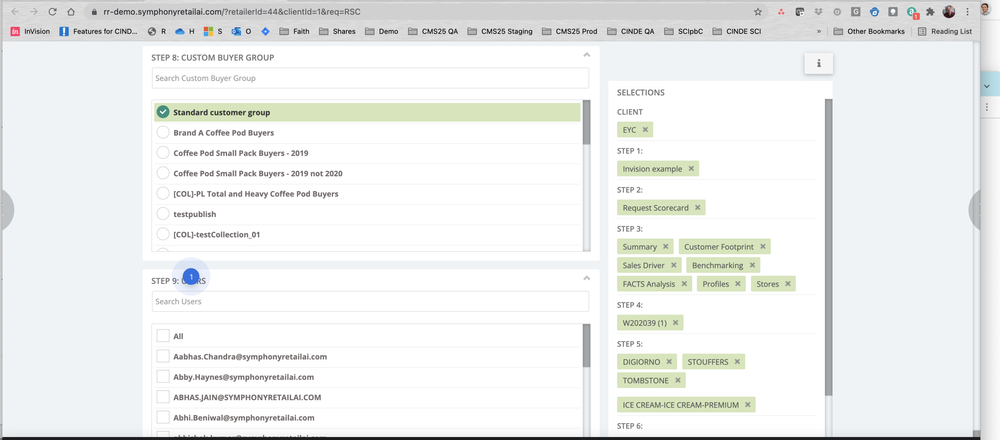 rr-demo.symphonyretailai.com/?retailerId=44&clientId=1&req=RSC
InVision Features for CIND... R H S O Faith Shares Demo CMS25 QA CMS25 Staging CMS25 Prod CINDE QA SCIpbC CINDE SCI » Other Bookmarks Reading List
STEP 8: CUSTOM BUYER GROUP
Search Custom Buyer Group
Standard customer group
Brand A Coffee Pod Buyers
Coffee Pod Small Pack Buyers - 2019
Coffee Pod Small Pack Buyers - 2019 not 2020
[COL]-PL Total and Heavy Coffee Pod Buyers
testpublish
[COL]-testCollection_01
1
STEP 9:
Search Users
All
Aabhas.Chandra@symphonyretailai.com
Abby.Haynes@symphonyretailai.com
ABHAS.JAIN@SYMPHONYRETAILAI.COM
Abhi.Beniwal@symphonyretailai.com
i
SELECTIONS
CLIENT
EYC
STEP 1:
Invision example
STEP 2:
Request Scorecard
STEP 3:
Summary Customer Footprint
Sales Driver Benchmarking
FACTS Analysis Profiles Stores
STEP 4:
W202039 (1)
STEP 5:
DIGIORNO STOUFFERS
TOMBSTONE
ICE CREAM-ICE CREAM-PREMIUM
STEP 6: